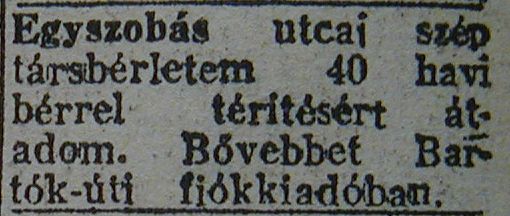 Egyszobás utcai szép
társbérletem 40 havi
bérrel térítésért át-
adom. Bővebbet Bar-
tók-úti fiókkiadóban.